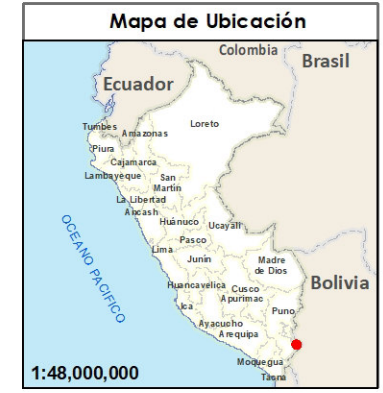 Mapa de Ubicación
Colombia
Brasil
Ecuador
Loreto
Tumbes
Amazonas
Piura
Cajamarca
Lambayeque
San
Martín
La Libertad
Ancash
Huánuco
Ucayali
Pasco
Lima
Junín
Madre
de Dios
OCEANO PACIFICO
Huancavelica
Cusco
Apurimac
Bolivia
Ica
Puno
Ayacucho
Arequipa
Moquegua
1:48,000,000
Tacna